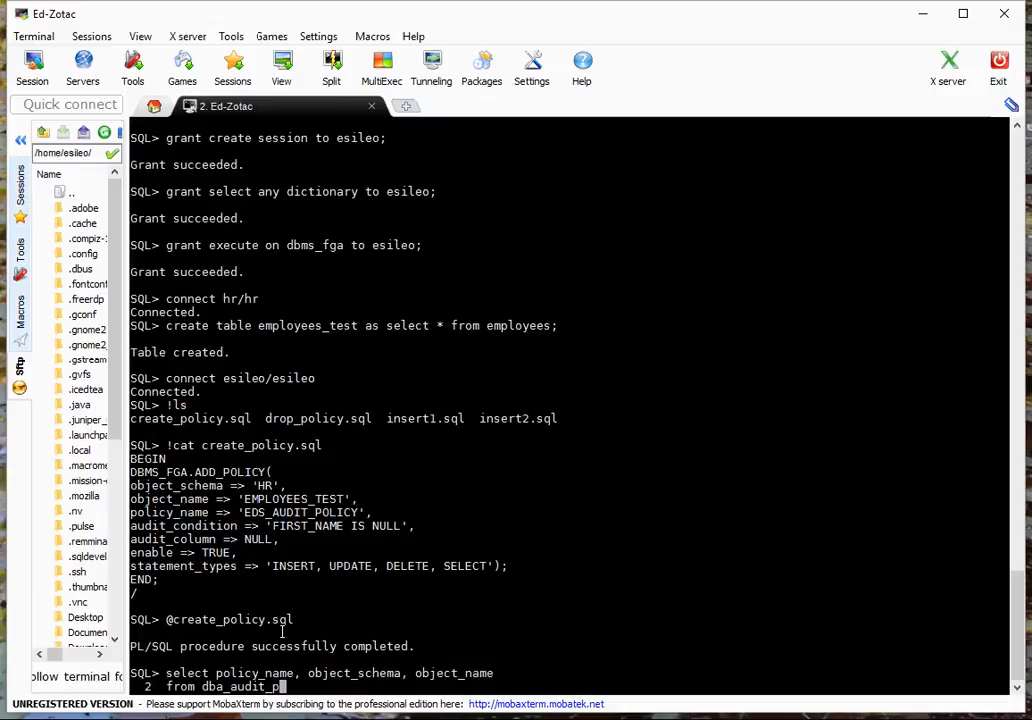 Ed-Zotac
Terminal Sessions View X server Tools Games Settings Macros Help
Session Servers Tools Games Sessions View Split MultiExec Tunneling Packages Settings Help X server Exit
Quick connect
2. Ed-Zotac
/home/esileo/
Name
..
.adobe
.cache
.compiz-
.config
.dbus
.fontconf
.freerdp
.gconf
.gnome2
.gnome2_
.gstream
.gvfs
.icedtea
.java
.juniper_
.launchpa
.local
.macrome
.mission-
.mozilla
.nv
.pulse
.remmina
.sqldevel
.ssh
.thumbna
.vnc
Desktop
Documen
Sessions
Tools
Macros
Sftp
ollow terminal fo
SQL> grant create session to esileo;
Grant succeeded.
SQL> grant select any dictionary to esileo;
Grant succeeded.
SQL> grant execute on dbms_fga to esileo;
Grant succeeded.
SQL> connect hr/hr
Connected.
SQL> create table employees_test as select * from employees;
Table created.
SQL> connect esileo/esileo
Connected.
SQL> !ls
create_policy.sql drop_policy.sql insert1.sql insert2.sql
SQL> !cat create_policy.sql
BEGIN
DBMS_FGA.ADD_POLICY(
object_schema => 'HR',
object_name => 'EMPLOYEES_TEST',
policy_name => 'EDS_AUDIT_POLICY',
audit_condition => 'FIRST_NAME IS NULL',
audit_column => NULL,
enable => TRUE,
statement_types => 'INSERT, UPDATE, DELETE, SELECT');
END;
/
SQL> @create_policy.sql
PL/SQL procedure successfully completed.
SQL> select policy_name, object_schema, object_name
2 from dba_audit_p
UNREGISTERED VERSION - Please support MobaXterm by subscribing to the professional edition here: http://mobaxterm.mobatek.net